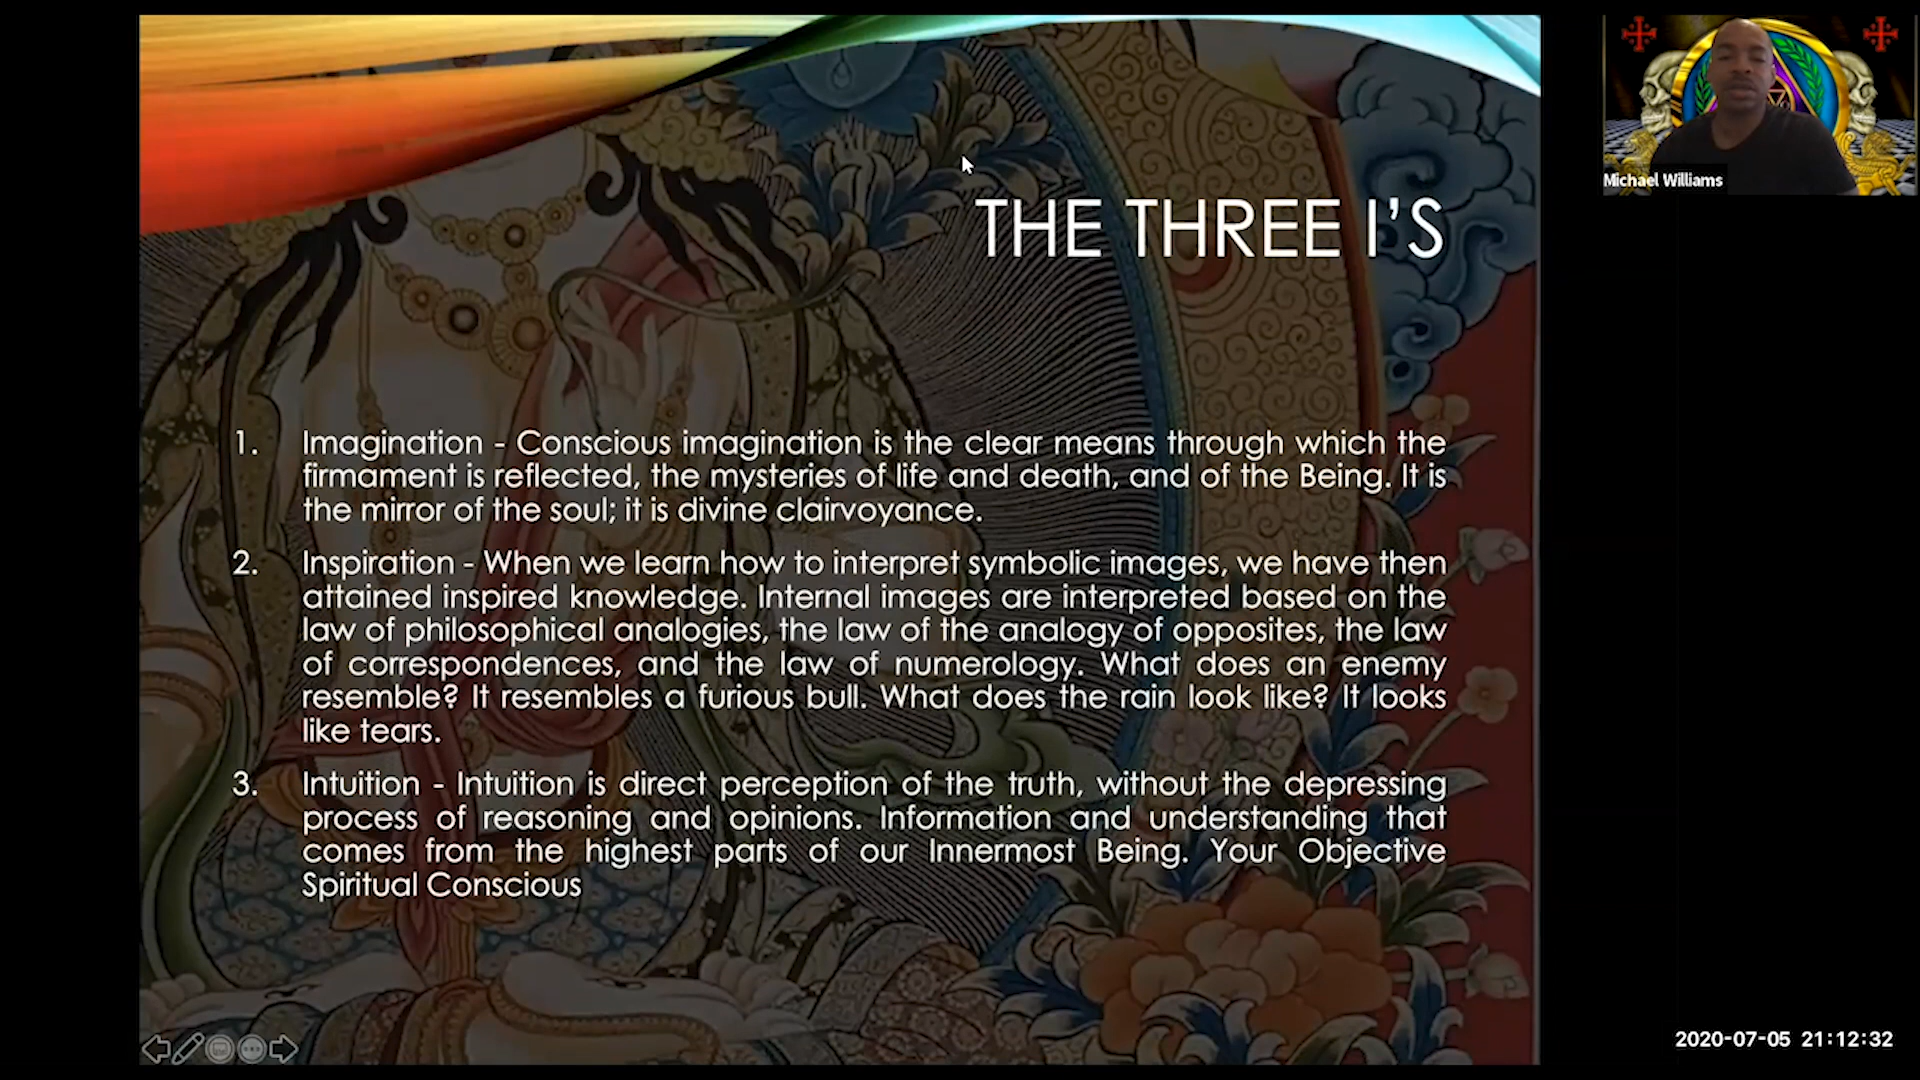 Michael Williams
THE THREE I'S
1. Imagination - Conscious imagination is the clear means through which the
firmament is reflected, the mysteries of life and death, and of the Being. It is
the mirror of the soul; it is divine clairvoyance.
2. Inspiration - When we learn how to interpret symbolic images, we have then
attained inspired knowledge. Internal images are interpreted based on the
law of philosophical analogies, the law of the analogy of opposites, the law
of correspondences, and the law of numerology. What does an enemy
resemble? It resembles a furious bull. What does the rain look like? It looks
like tears.
3. Intuition - Intuition is direct perception of the truth, without the depressing
process of reasoning and opinions. Information and understanding that
comes from the highest parts of our Innermost Being. Your Objective
Spiritual Conscious
2020-07-05 21:12:32